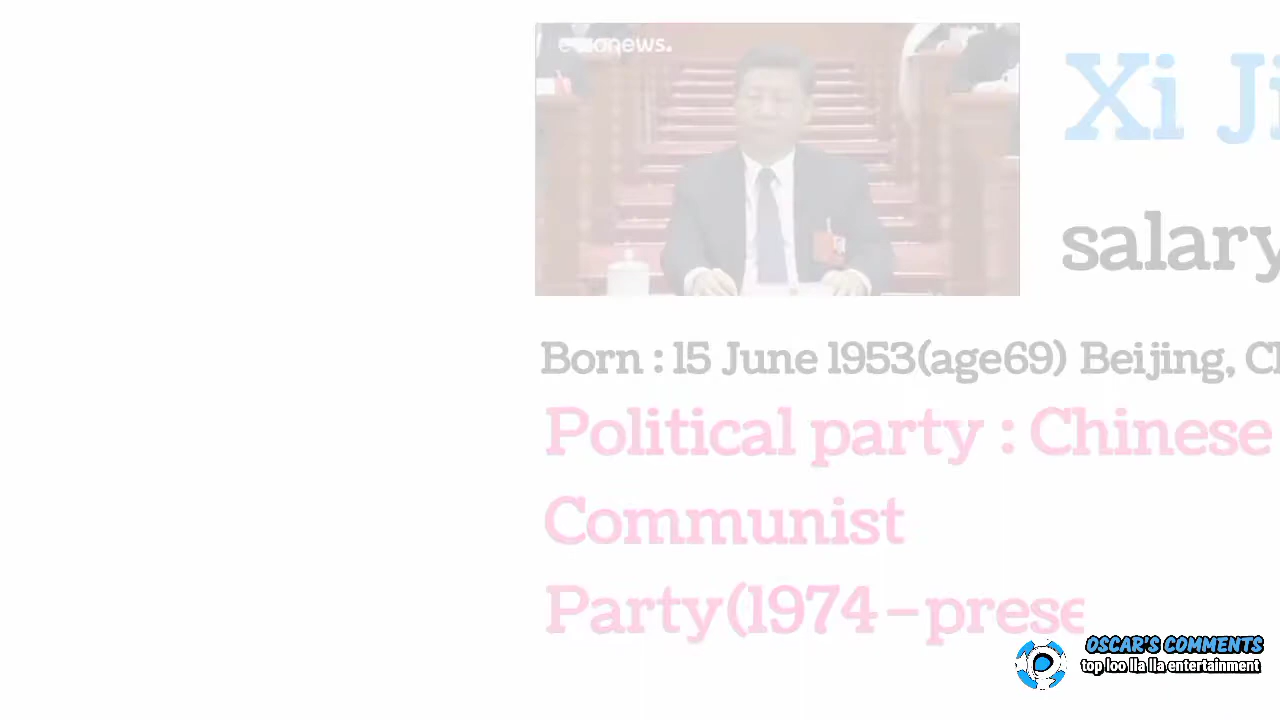 euronews.
Xi Ji
salary
Born : 15 June 1953(age69) Beijing, Ch
Political party : Chinese
Communist
Party(1974-prese
OSCAR'S COMMENTS
top loo lla lla entertainment